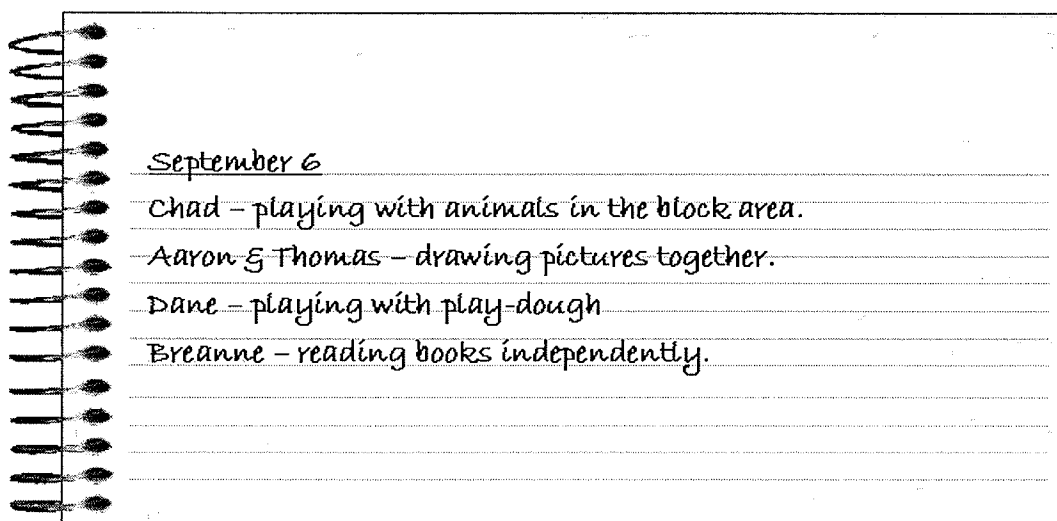 September 6
Chad – playing with animals in the block area.
Aaron & Thomas – drawing pictures together.
Dane – playing with play-dough
Breanne – reading books independently.